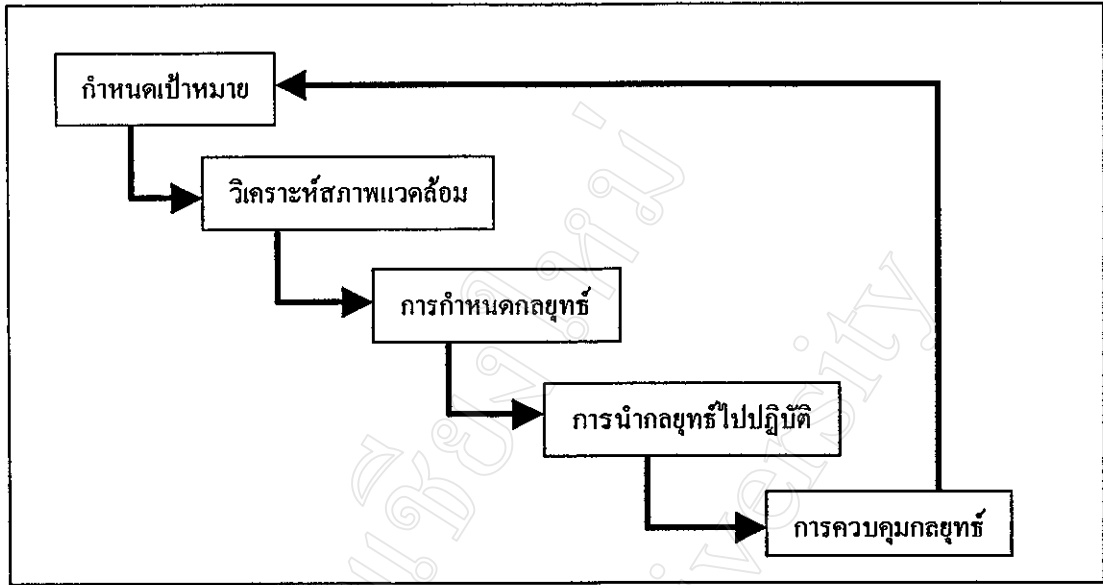 กำหนดเป้าหมาย
วิเคราะห์สภาพแวดล้อม
การกำหนดกลยุทธ์
การนำกลยุทธ์ไปปฏิบัติ
การควบคุมกลยุทธ์